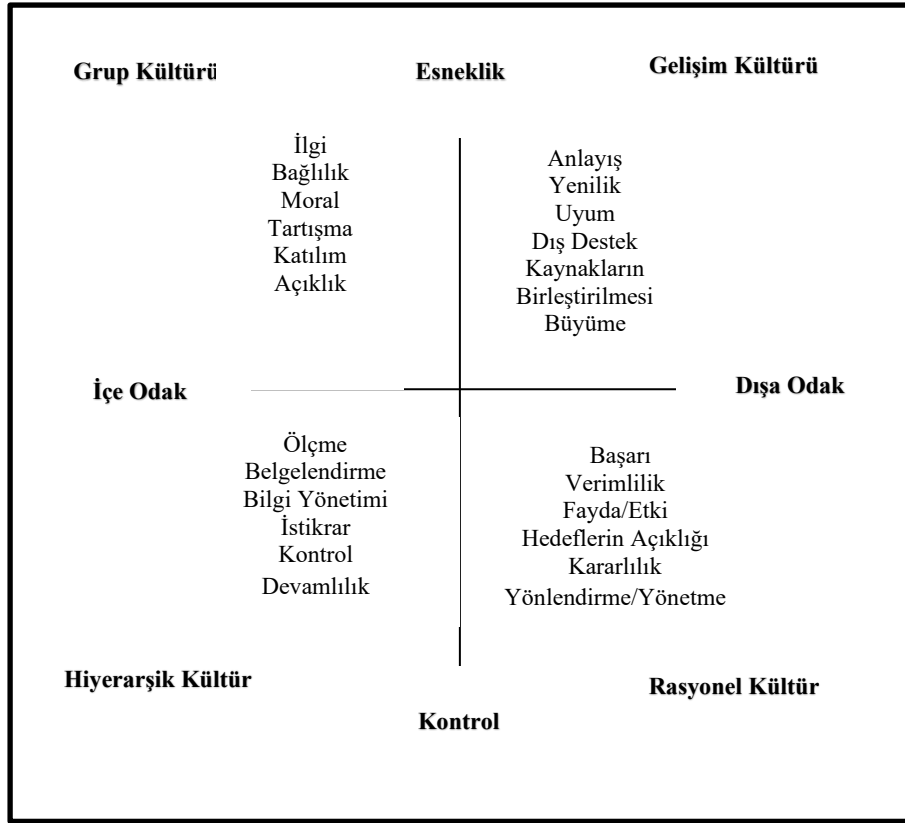 Grup Kültürü
Esneklik
Gelişim Kültürü
İlgi
Bağlılık
Moral
Tartışma
Katılım
Açıklık
Anlayış
Yenilik
Uyum
Dış Destek
Kaynakların
Birleştirilmesi
Büyüme
İçe Odak
Dışa Odak
Ölçme
Belgelendirme
Bilgi Yönetimi
İstikrar
Kontrol
Devamlılık
Başarı
Verimlilik
Fayda/Etki
Hedeflerin Açıklığı
Kararlılık
Yönlendirme/Yönetme
Hiyerarşik Kültür
Kontrol
Rasyonel Kültür